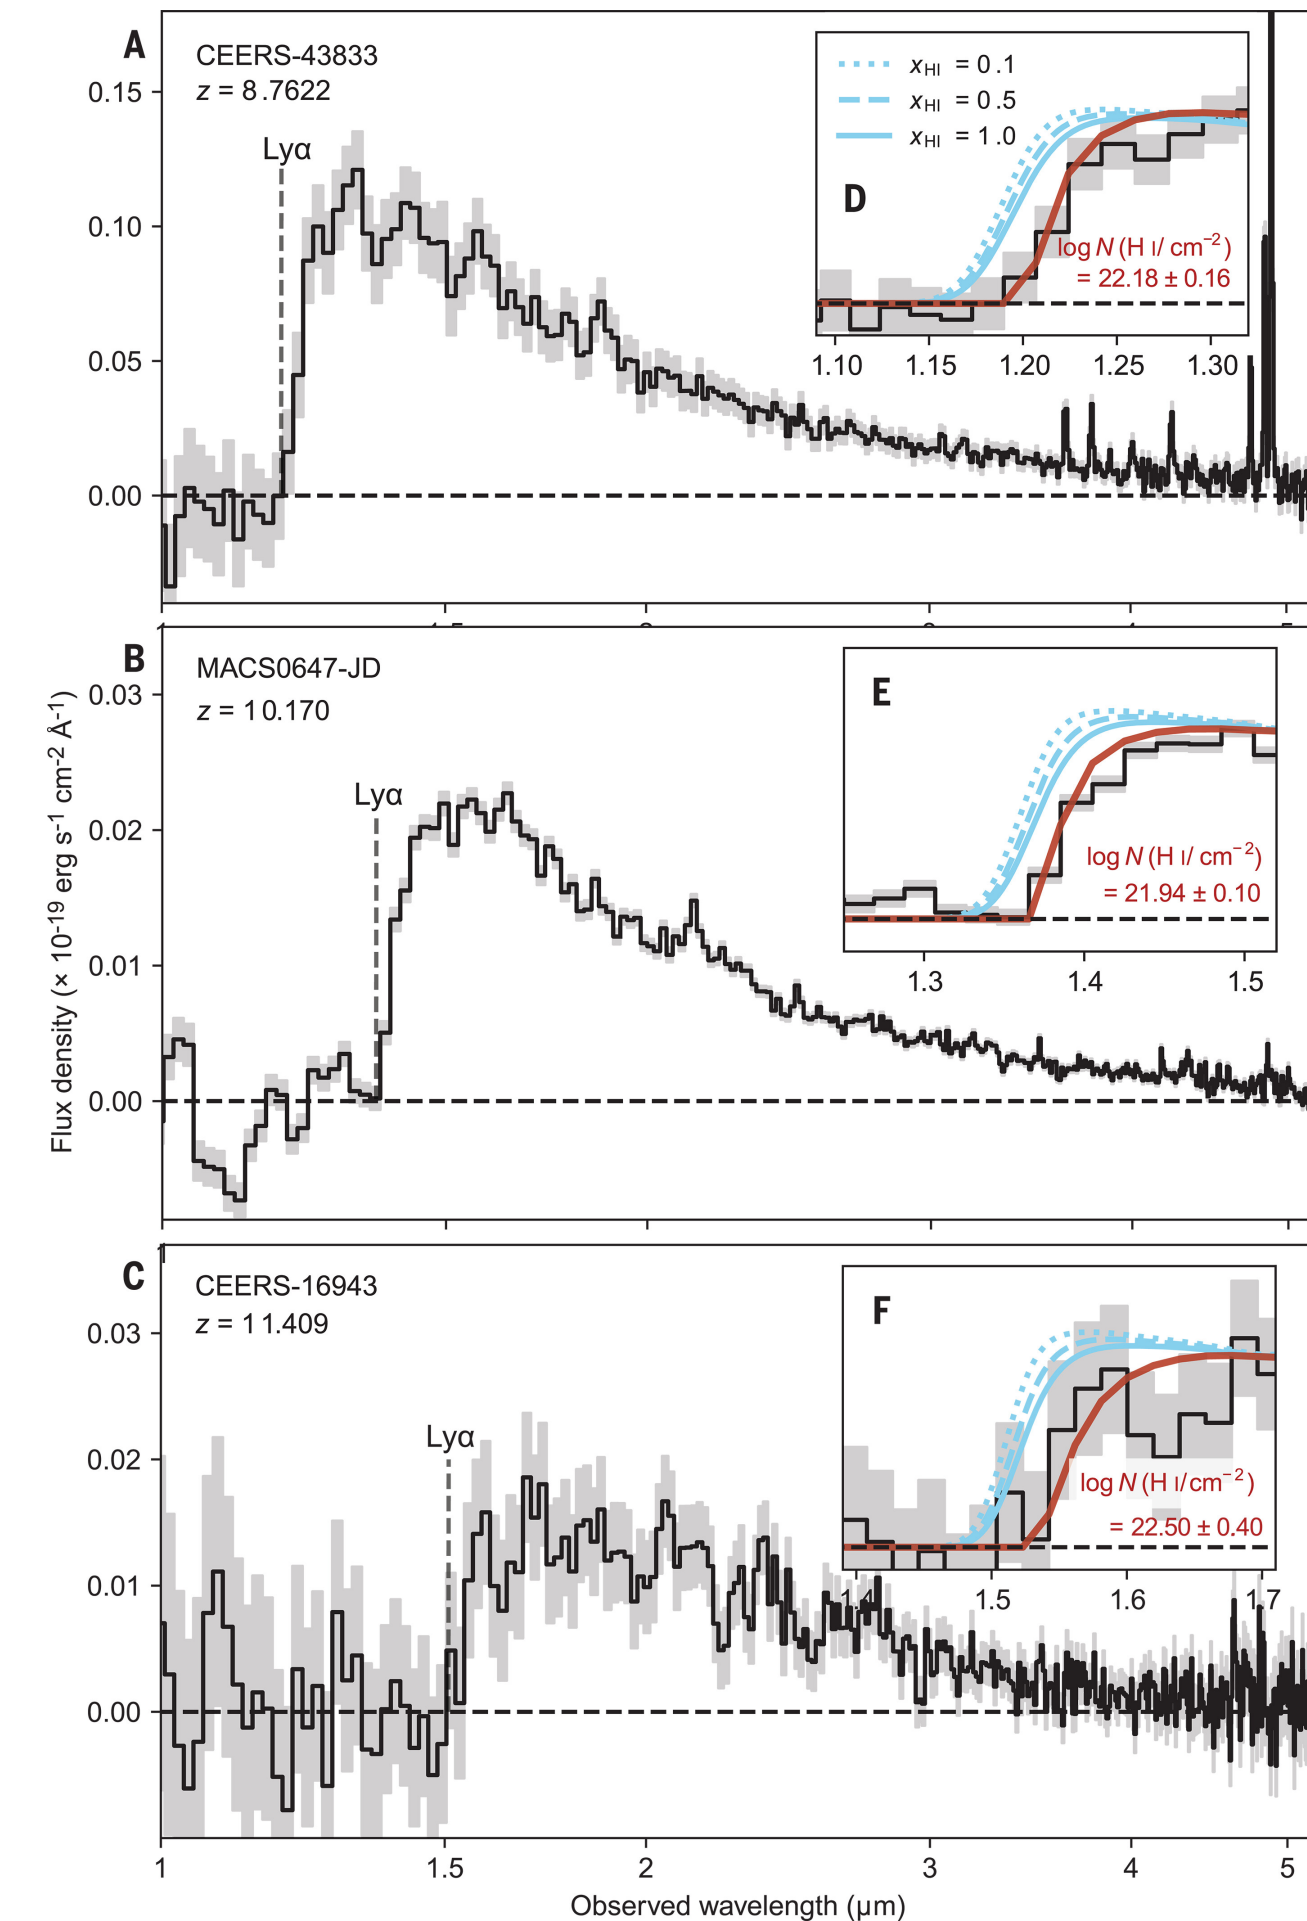 A
CEERS-43833
z = 8.7622
Lyα
0.15
0.10
0.05
0.00
xHI = 0.1
xHI = 0.5
xHI = 1.0
D
log N (H I/ cm−2)
= 22.18 ± 0.16
1.10 1.15 1.20 1.25 1.30
B
MACS0647-JD
z = 10.170
Lyα
0.03
0.02
0.01
0.00
E
log N (H I/ cm−2)
= 21.94 ± 0.10
1.3 1.4 1.5
Flux density (× 10-19 erg s-1 cm-2 Å-1)
C
CEERS-16943
z = 11.409
Lyα
0.03
0.02
0.01
0.00
F
log N (H I/cm−2)
= 22.50 ± 0.40
1.4 1.5 1.6 1.7
1 1.5 2 3 4 5
Observed wavelength (μm)